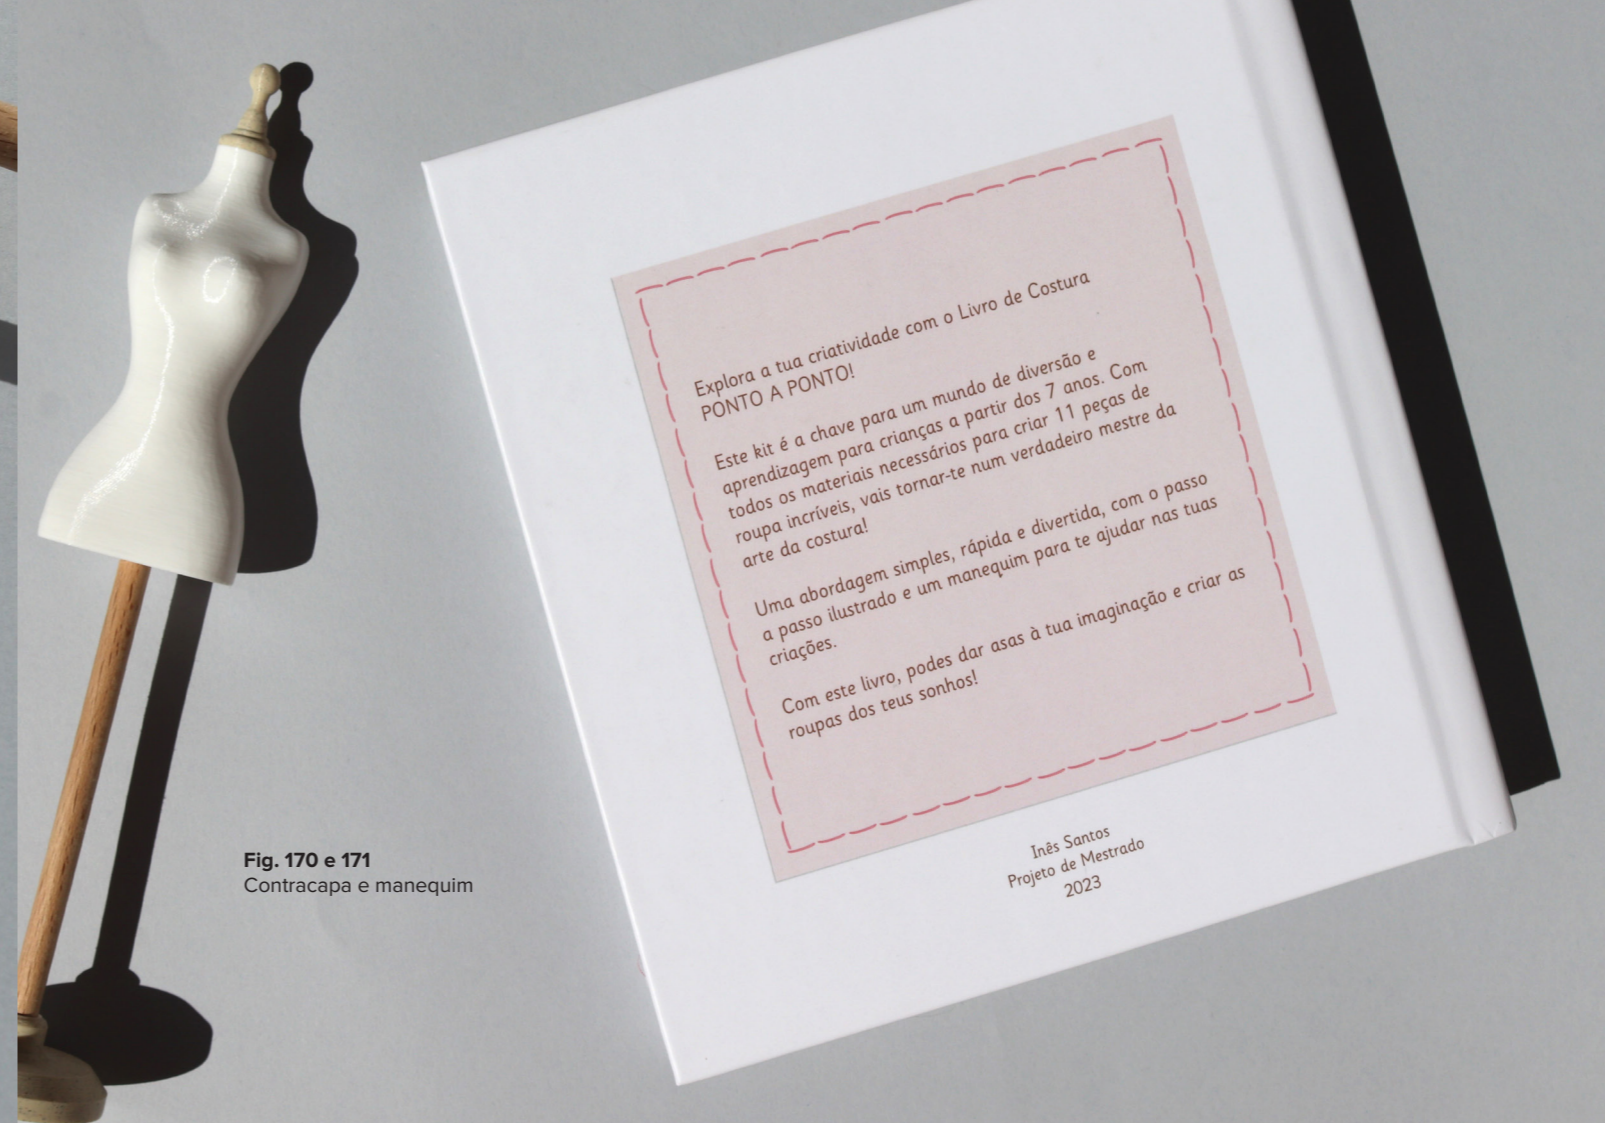 Explora a tua criatividade com o Livro de Costura
PONTO A PONTO!
Este kit é a chave para um mundo de diversão e
aprendizagem para crianças a partir dos 7 anos. Com
todos os materiais necessários para criar 11 peças de
roupa incríveis, vais tornar-te num verdadeiro mestre da
arte da costura!
Uma abordagem simples, rápida e divertida, com o passo
a passo ilustrado e um manequim para te ajudar nas tuas
criações.
Com este livro, podes dar asas à tua imaginação e criar as
roupas dos teus sonhos!
Inês Santos
Projeto de Mestrado
2023
Fig. 170 e 171
Contracapa e manequim